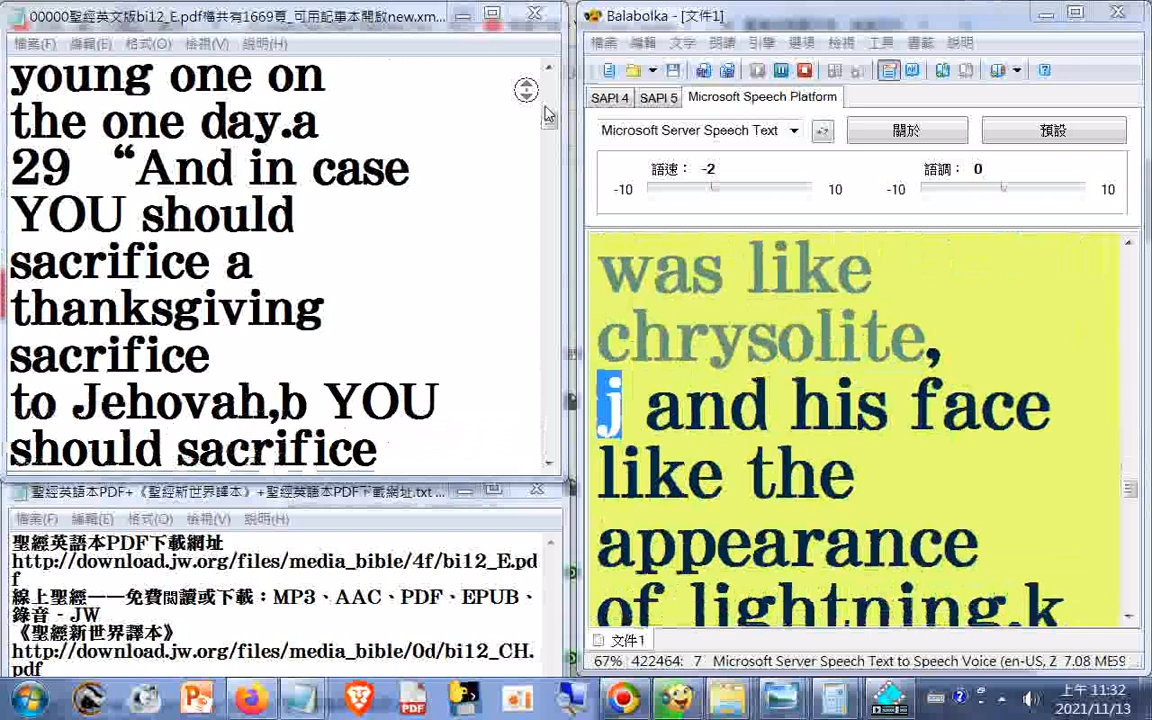 00000聖經英文版bi12_E.pdf檔共有1669頁_可用記事本開啟new.xm...
檔案(F) 編輯(E) 格式(O) 檢視(V) 說明(H)
young one on
the one day.a
29 “And in case
YOU should
sacrifice a
thanksgiving
sacrifice
to Jehovah,b YOU
should sacrifice
聖經英語本PDF+《聖經新世界譯本》+聖經英語本PDF下載網址.txt ...
檔案(F) 編輯(E) 格式(O) 檢視(V) 說明(H)
聖經英語本PDF下載網址
http://download.jw.org/files/media_bible/4f/bi12_E.pd
f
線上聖經——免費閱讀或下載：MP3、AAC、PDF、EPUB、
錄音 - JW
《聖經新世界譯本》
http://download.jw.org/files/media_bible/0d/bi12_CH.
pdf
Balabolka - [文件1]
檔案 編輯 文字 朗讀 引擎 選項 檢視 工具 書籤 說明
SAPI 4 SAPI 5 Microsoft Speech Platform
Microsoft Server Speech Text 關於 預設
語速： -2 語調： 0
-10 10 -10 10
was like
chrysolite,
j and his face
like the
appearance
of lightning,k
文件1
67% 422464: 7 Microsoft Server Speech Text to Speech Voice (en-US, Z 7.08 ME59
PDF
上午 11:32
2021/11/13